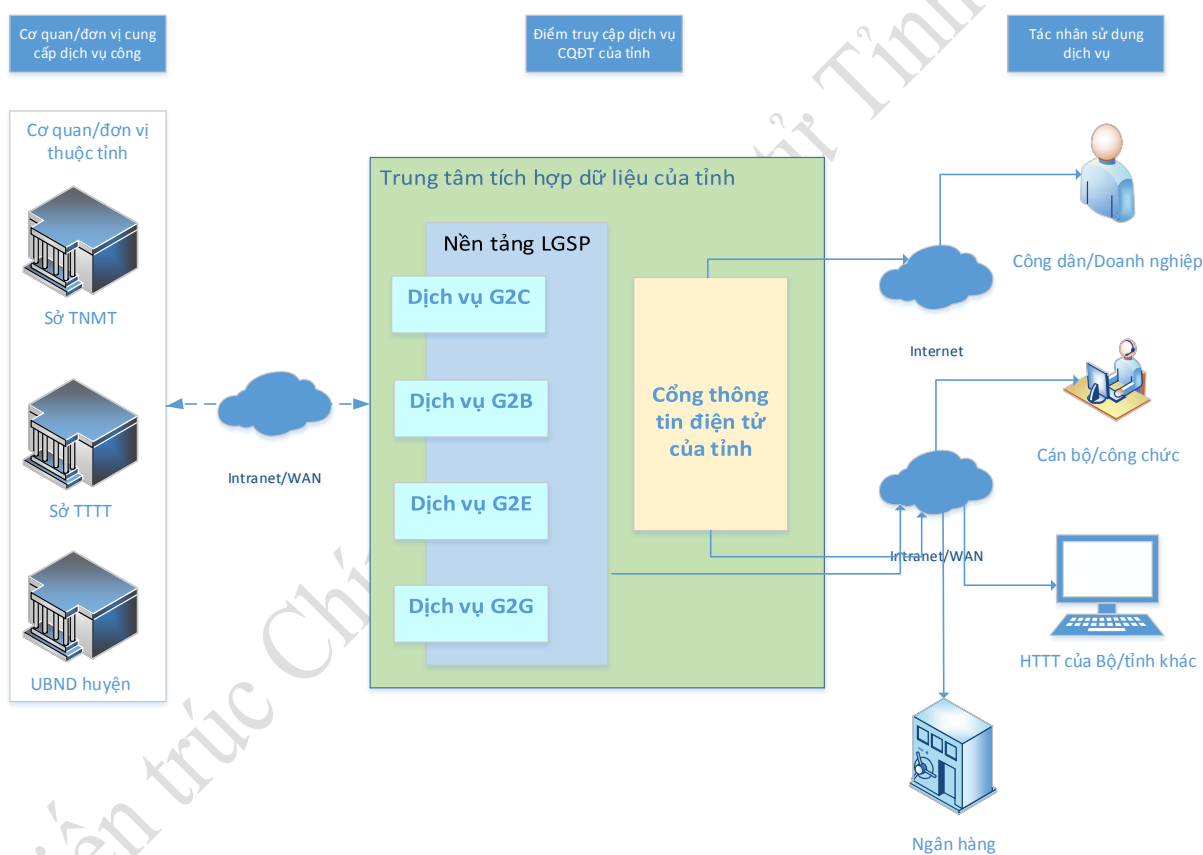 Cơ quan/đơn vị cung
cấp dịch vụ công
Điểm truy cập dịch vụ
CQĐT của tỉnh
Tác nhân sử dụng
dịch vụ
Cơ quan/đơn vị
thuộc tỉnh
Sở TNMT
Sở TTTT
UBND huyện
Intranet/WAN
Trung tâm tích hợp dữ liệu của tỉnh
Nền tảng LGSP
Dịch vụ G2C
Dịch vụ G2B
Dịch vụ G2E
Dịch vụ G2G
Cổng thông
tin điện tử
của tỉnh
Internet
Công dân/Doanh nghiệp
Cán bộ/công chức
Intranet/WAN
HTTT của Bộ/tỉnh khác
Ngân hàng